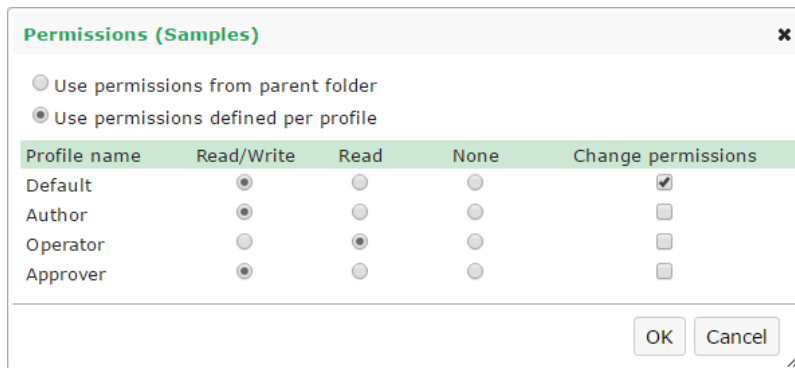 Permissions (Samples)
Use permissions from parent folder
Use permissions defined per profile
Profile name Read/Write Read None Change permissions
Default
Author
Operator
Approver
OK Cancel